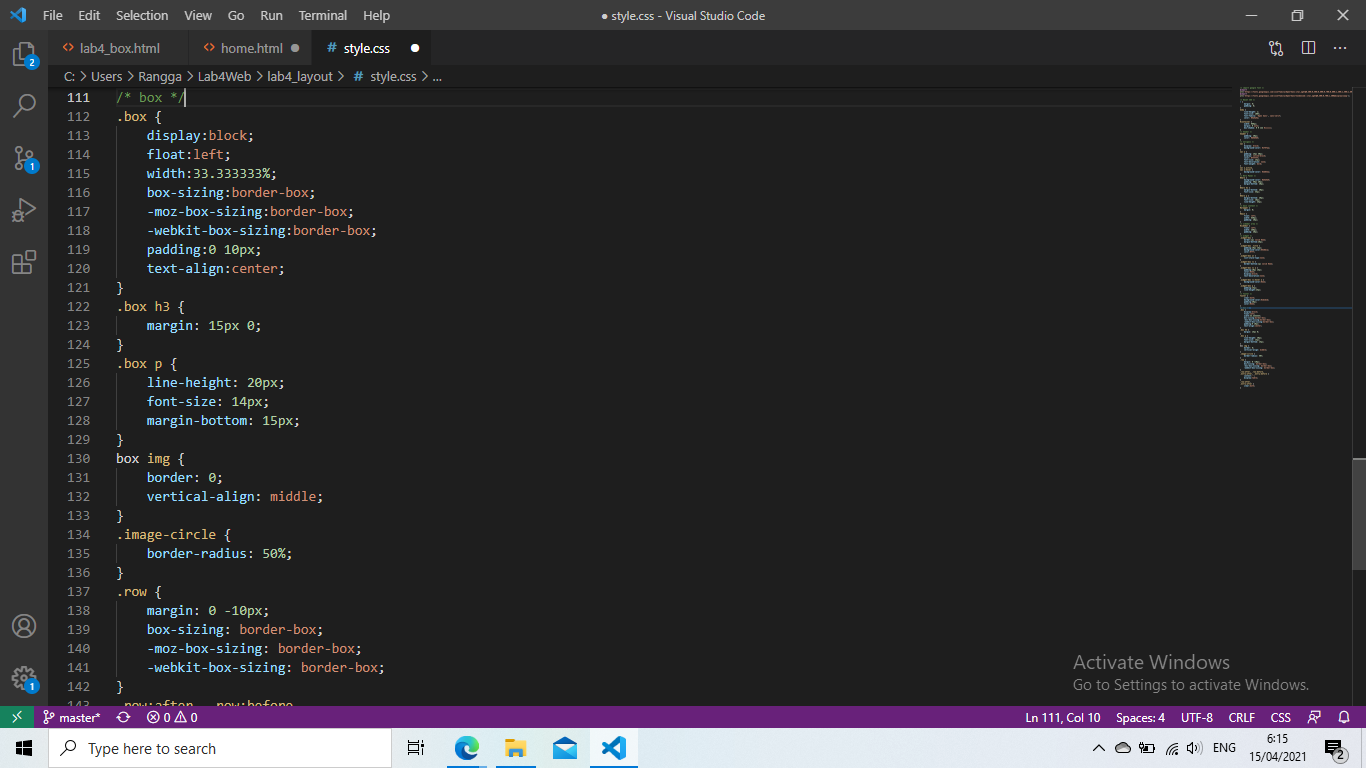 File Edit Selection View Go Run Terminal Help
● style.css - Visual Studio Code
lab4_box.html
home.html ●
# style.css ●
C: > Users > Rangga > Lab4Web > lab4_layout > # style.css > ...
111 /* box */
112 .box {
113 display:block;
114 float:left;
115 width:33.333333%;
116 box-sizing:border-box;
117 -moz-box-sizing:border-box;
118 -webkit-box-sizing:border-box;
119 padding:0 10px;
120 text-align:center;
121 }
122 .box h3 {
123 margin: 15px 0;
124 }
125 .box p {
126 line-height: 20px;
127 font-size: 14px;
128 margin-bottom: 15px;
129 }
130 box img {
131 border: 0;
132 vertical-align: middle;
133 }
134 .image-circle {
135 border-radius: 50%;
136 }
137 .row {
138 margin: 0 -10px;
139 box-sizing: border-box;
140 -moz-box-sizing: border-box;
141 -webkit-box-sizing: border-box;
142 }
143 .row:after, .row:before
2
1
1
Activate Windows
Go to Settings to activate Windows.
master* 0 0
Ln 111, Col 10 Spaces: 4 UTF-8 CRLF CSS
Type here to search
ENG
6:15
15/04/2021
2